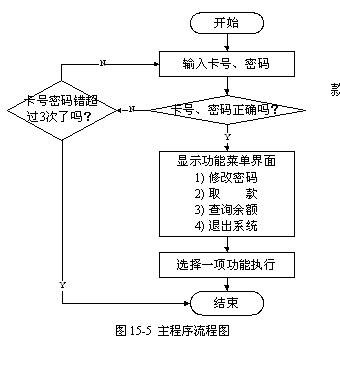 开始
输入卡号、密码
N
卡号密码错超
过3次了吗？
N
卡号、密码正确吗？
Y
显示功能菜单界面
1) 修改密码
2) 取　　款
3) 查询余额
4) 退出系统
选择一项功能执行
Y
结束
图 15-5 主程序流程图